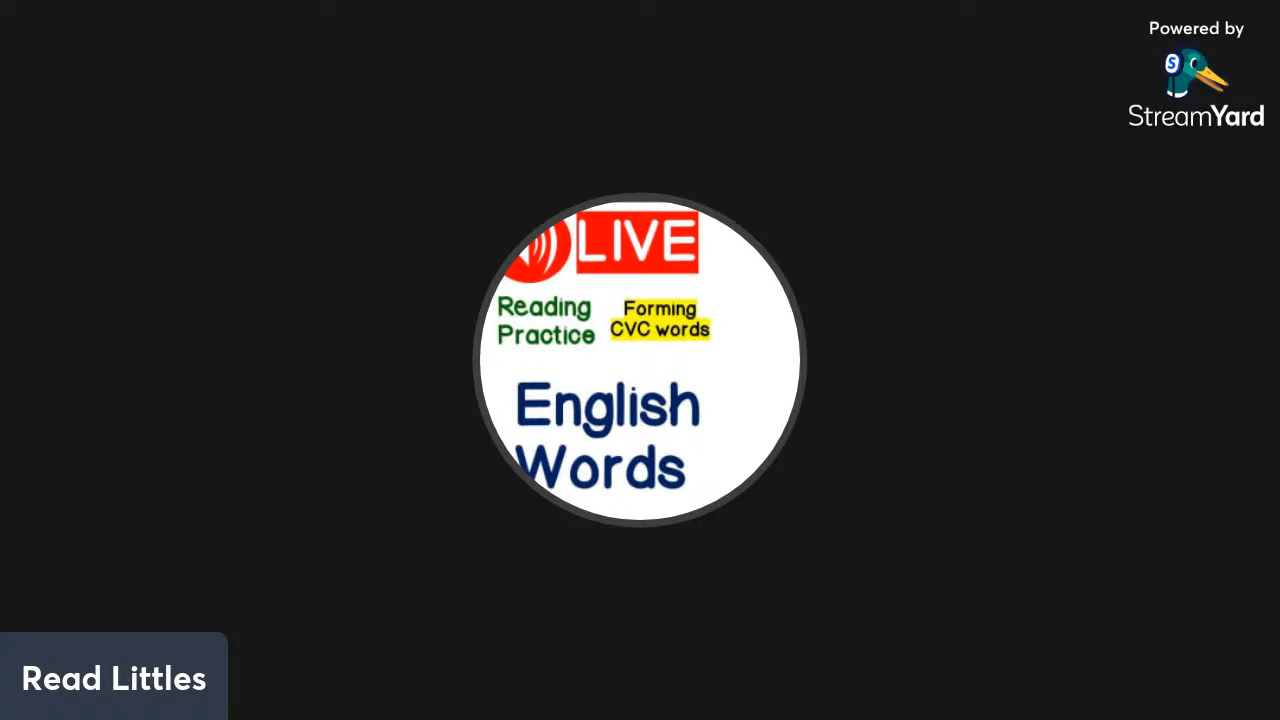 Powered by
S
StreamYard
LIVE
Reading
Practice
Forming
CVC words
English
Words
Read Littles